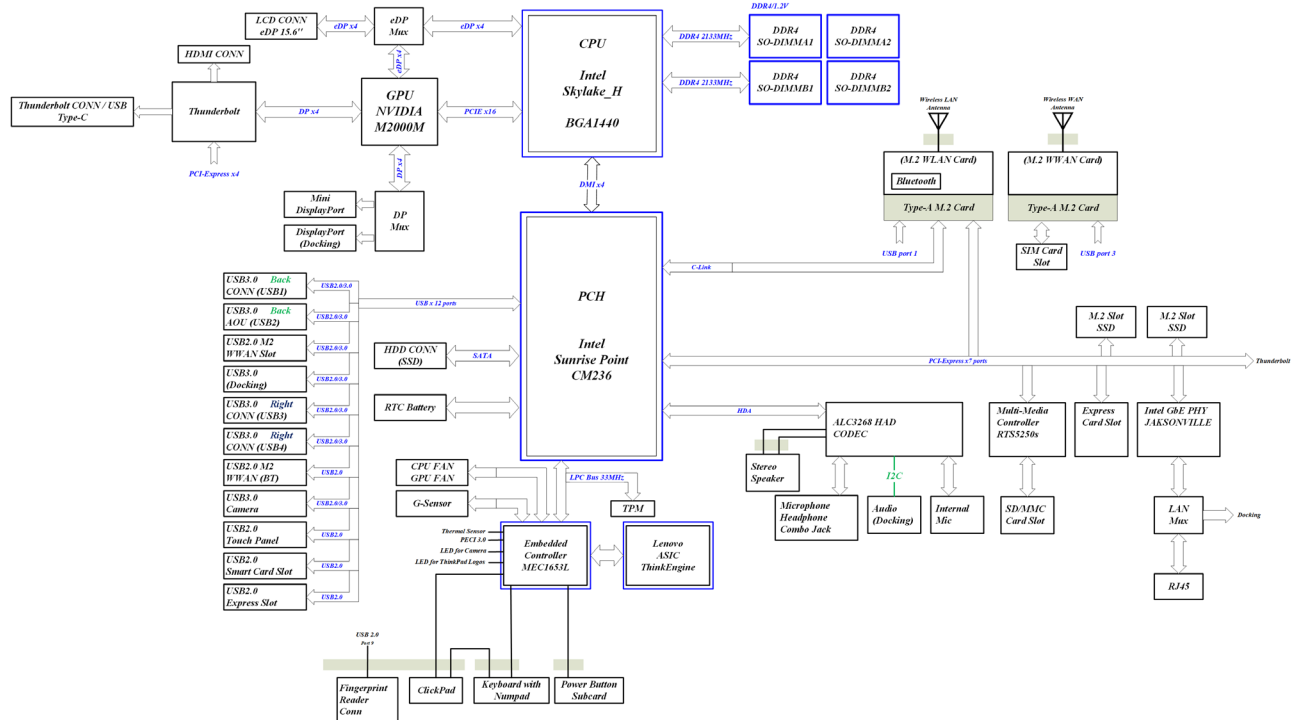 LCD CONN
eDP 15.6"
eDP x4
eDP
Mux
eDP x4
eDP x4
HDMI CONN
Thunderbolt CONN / USB
Type-C
Thunderbolt
DP x4
PCI-Express x4
GPU
NVIDIA
M2000M
PCIE x16
DP x4
Mini
DisplayPort
DisplayPort
(Docking)
DP
Mux
CPU
Intel
Skylake_H
BGA1440
DMI x4
DDR4/1.2V
DDR4 2133MHz
DDR4
SO-DIMMA1
DDR4
SO-DIMMA2
DDR4 2133MHz
DDR4
SO-DIMMB1
DDR4
SO-DIMMB2
Wireless LAN
Antenna
(M.2 WLAN Card)
Bluetooth
Type-A M.2 Card
USB port 1
Wireless WAN
Antenna
(M.2 WWAN Card)
Type-A M.2 Card
SIM Card
Slot
USB port 3
C-Link
PCH
Intel
Sunrise Point
CM236
USB x 12 ports
USB3.0 Back
CONN (USB1)
USB2.0/3.0
USB3.0 Back
AOU (USB2)
USB2.0/3.0
USB2.0 M2
WWAN Slot
USB2.0/3.0
USB3.0
(Docking)
USB2.0/3.0
USB3.0 Right
CONN (USB3)
USB2.0/3.0
USB3.0 Right
CONN (USB4)
USB2.0/3.0
USB2.0 M2
WWAN (BT)
USB2.0
USB3.0
Camera
USB2.0/3.0
USB2.0
Touch Panel
USB2.0
USB2.0
Smart Card Slot
USB2.0
USB2.0
Express Slot
USB2.0
HDD CONN
(SSD)
SATA
RTC Battery
PCI-Express x7 ports
Thunderbolt
M.2 Slot
SSD
M.2 Slot
SSD
HDA
ALC3268 HAD
CODEC
Stereo
Speaker
Microphone
Headphone
Combo Jack
I2C
Audio
(Docking)
Internal
Mic
Multi-Media
Controller
RTS5250s
SD/MMC
Card Slot
Express
Card Slot
Intel GbE PHY
JAKSONVILLE
LAN
Mux
Docking
RJ45
CPU FAN
GPU FAN
G-Sensor
LPC Bus 33MHz
TPM
Thermal Sensor
PECI 3.0
LED for Camera
LED for ThinkPad Logos
Embedded
Controller
MEC1653L
Lenovo
ASIC
ThinkEngine
USB 2.0
Port 9
Fingerprint
Reader
Conn
ClickPad
Keyboard with
Numpad
Power Button
Subcard